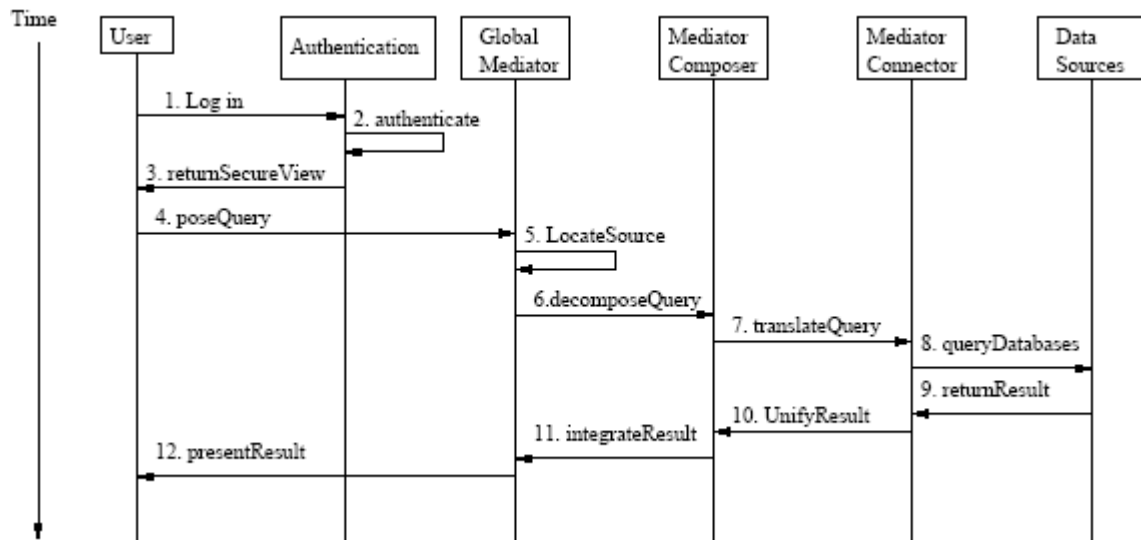 Time
User
Authentication
Global
Mediator
Mediator
Composer
Mediator
Connector
Data
Sources
1. Log in
2. authenticate
3. returnSecureView
4. poseQuery
5. LocateSource
6.decomposeQuery
7. translateQuery
8. queryDatabases
9. returnResult
10. UnifyResult
11. integrateResult
12. presentResult